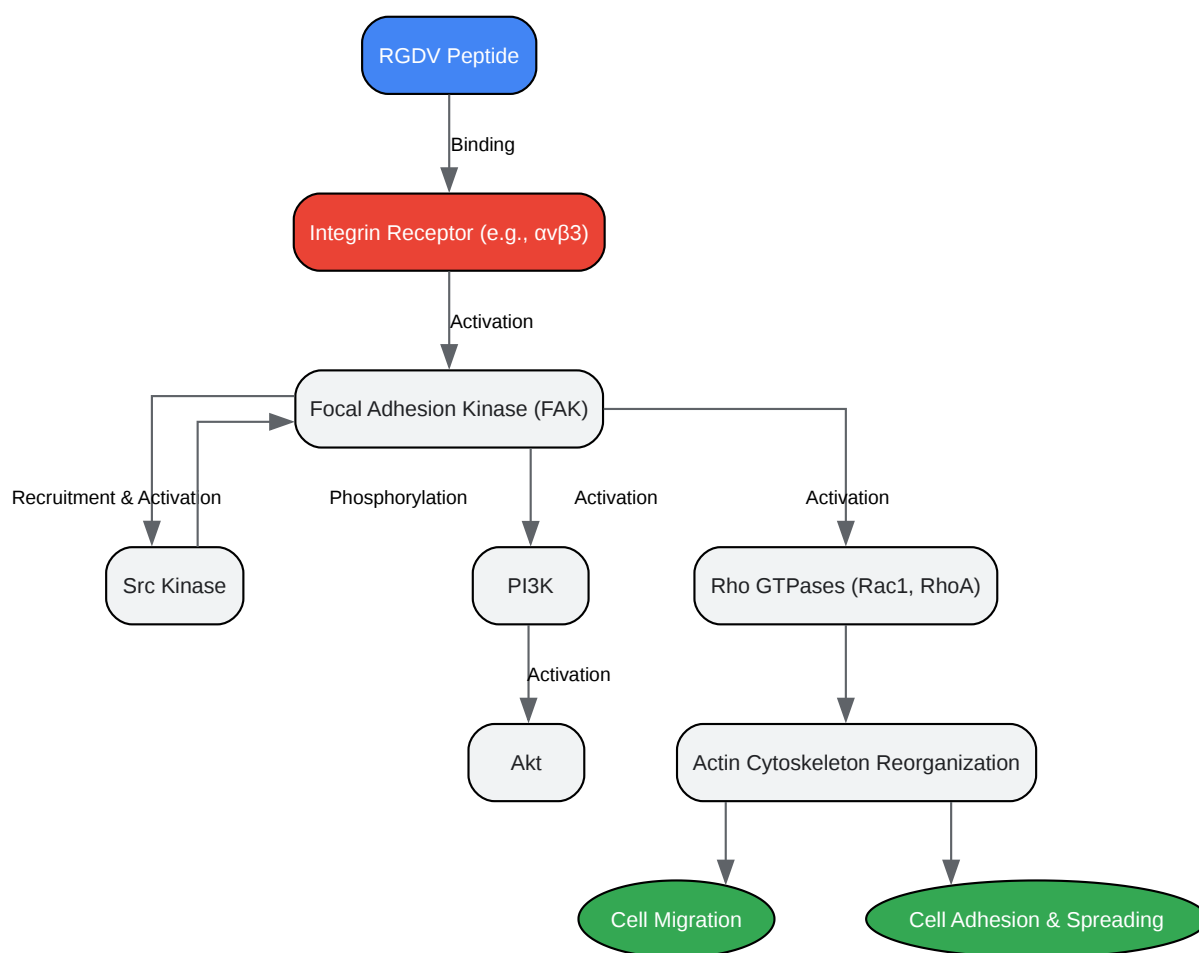 RGDV Peptide
Binding
Integrin Receptor (e.g., αvβ3)
Activation
Focal Adhesion Kinase (FAK)
Recruitment & Activation
Phosphorylation
Activation
Activation
Src Kinase
PI3K
Rho GTPases (Rac1, RhoA)
Activation
Akt
Actin Cytoskeleton Reorganization
Cell Migration
Cell Adhesion & Spreading